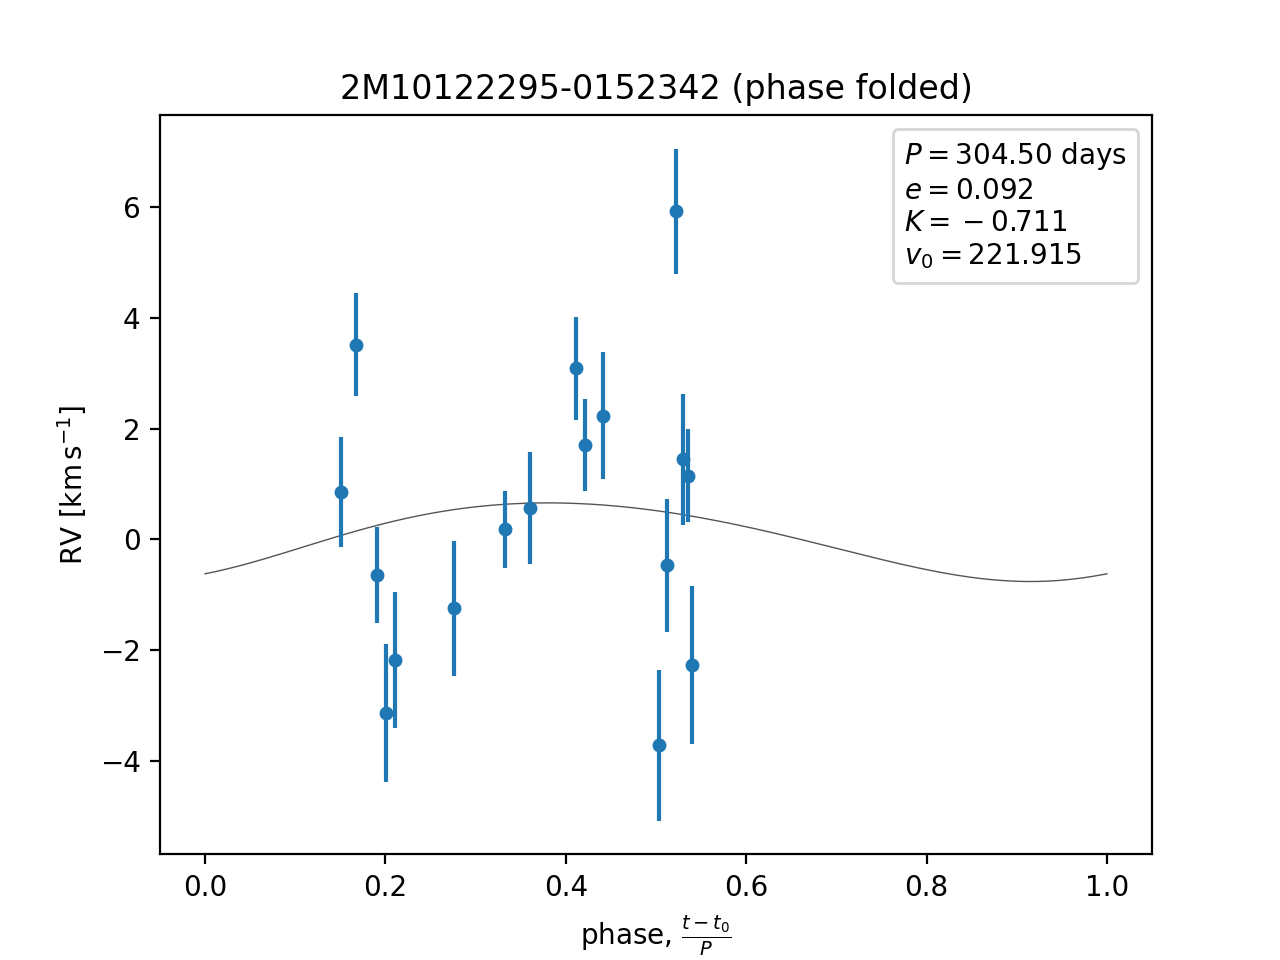 2M10122295-0152342 (phase folded)
P = 304.50 days
e = 0.092
K = −0.711
v₀ = 221.915
6
4
2
0
−2
−4
RV [km s⁻¹]
0.0 0.2 0.4 0.6 0.8 1.0
phase, (t − t₀)/P